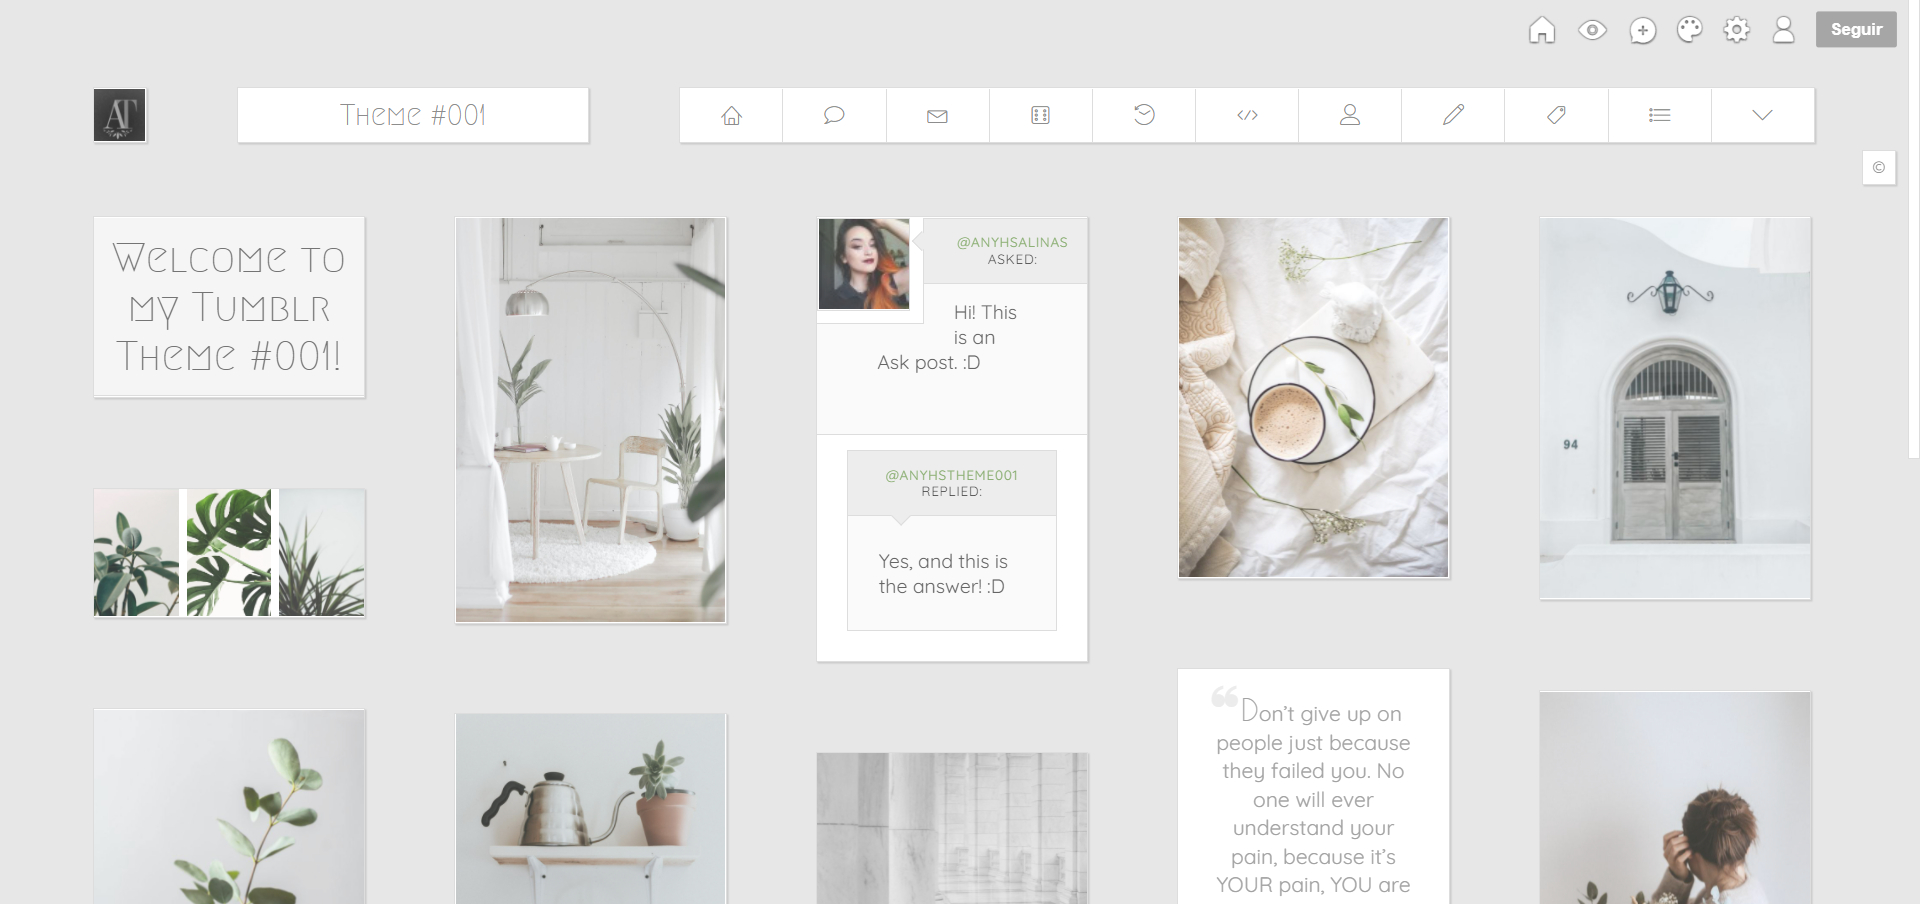 Seguir
AT
Theme #001
©
Welcome to
my Tumblr
Theme #001!
@ANYHSALINAS
ASKED:
Hi! This
is an
Ask post. :D
@ANYHSTHEME001
REPLIED:
Yes, and this is
the answer! :D
94
❝Don’t give up on
people just because
they failed you. No
one will ever
understand your
pain, because it’s
YOUR pain, YOU are